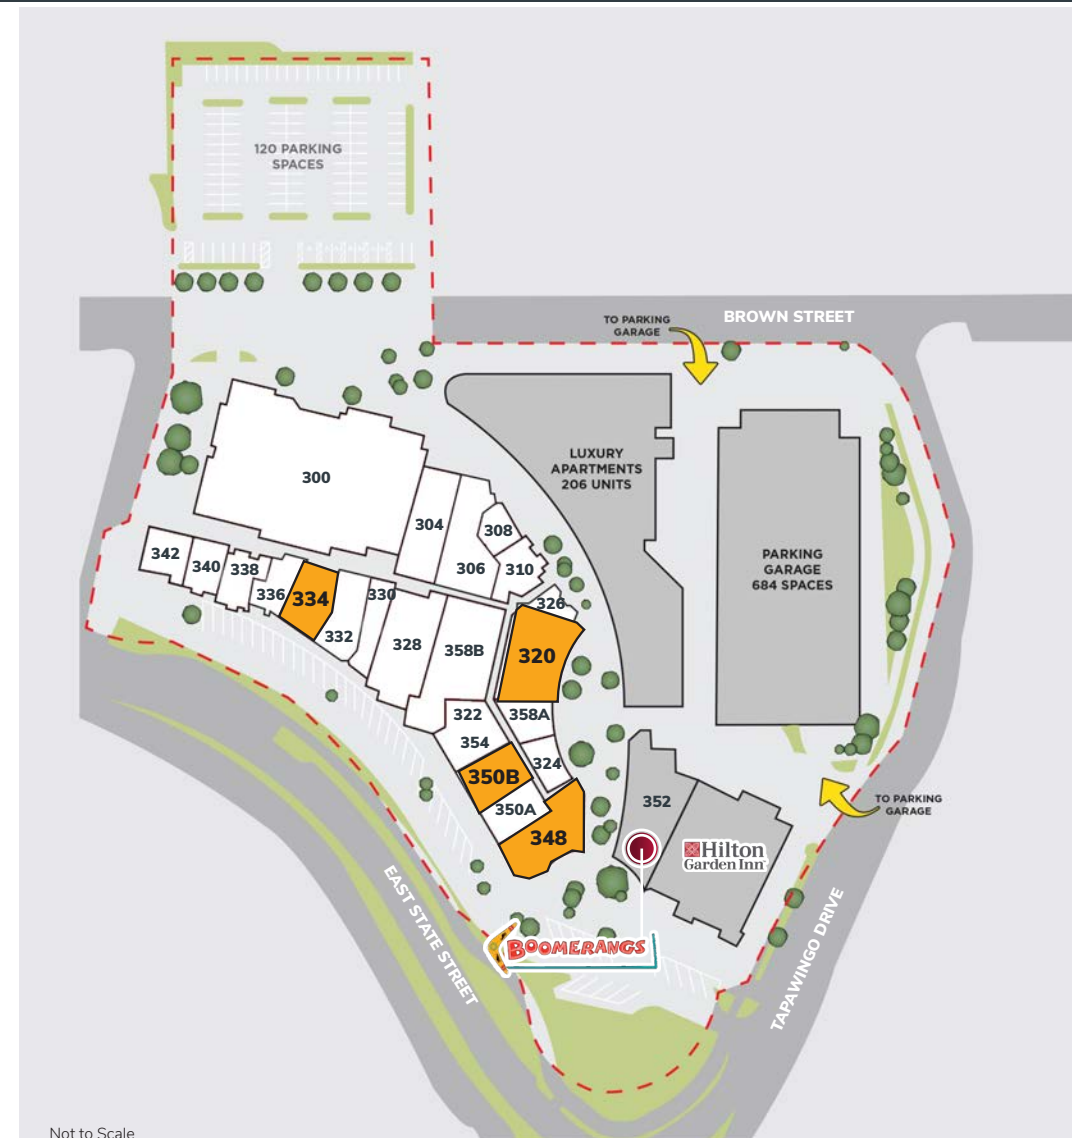 120 PARKING
SPACES
BROWN STREET
TO PARKING
GARAGE
LUXURY
APARTMENTS
206 UNITS
300
304
308
306
310
PARKING
GARAGE
684 SPACES
342
340
338
336
334
332
330
328
358B
326
320
322
354
358A
324
350B
350A
348
352
Hilton
Garden Inn
TO PARKING
GARAGE
BOOMERANGS
EAST STATE STREET
TAPAWINGO DRIVE
Not to Scale